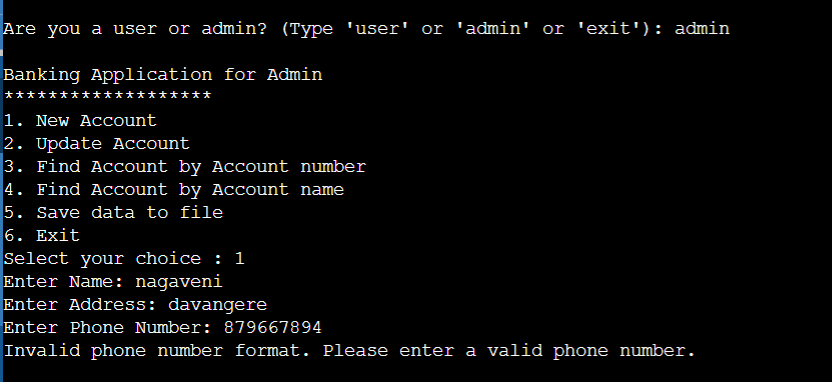 Are you a user or admin? (Type 'user' or 'admin' or 'exit'): admin
Banking Application for Admin
*******************
1. New Account
2. Update Account
3. Find Account by Account number
4. Find Account by Account name
5. Save data to file
6. Exit
Select your choice : 1
Enter Name: nagaveni
Enter Address: davangere
Enter Phone Number: 879667894
Invalid phone number format. Please enter a valid phone number.